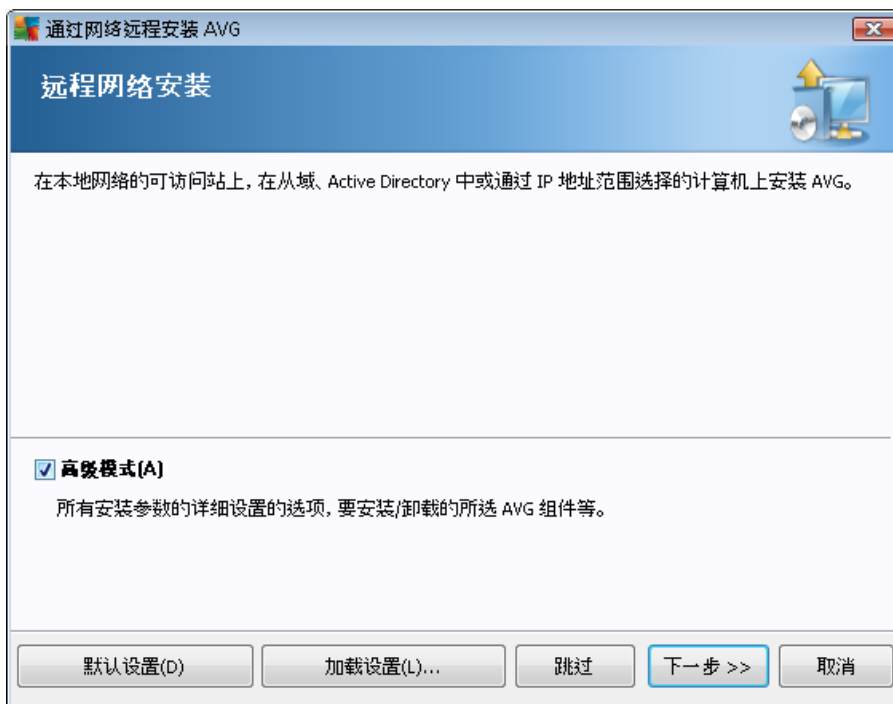 通过网络远程安装 AVG
远程网络安装
在本地网络的可访问站上，在从域、Active Directory 中或通过 IP 地址范围选择的计算机上安装 AVG。
高级模式(A)
所有安装参数的详细设置的选项，要安装/卸载的所选 AVG 组件等。
默认设置(D) 加载设置(L)... 跳过 下一步 >> 取消